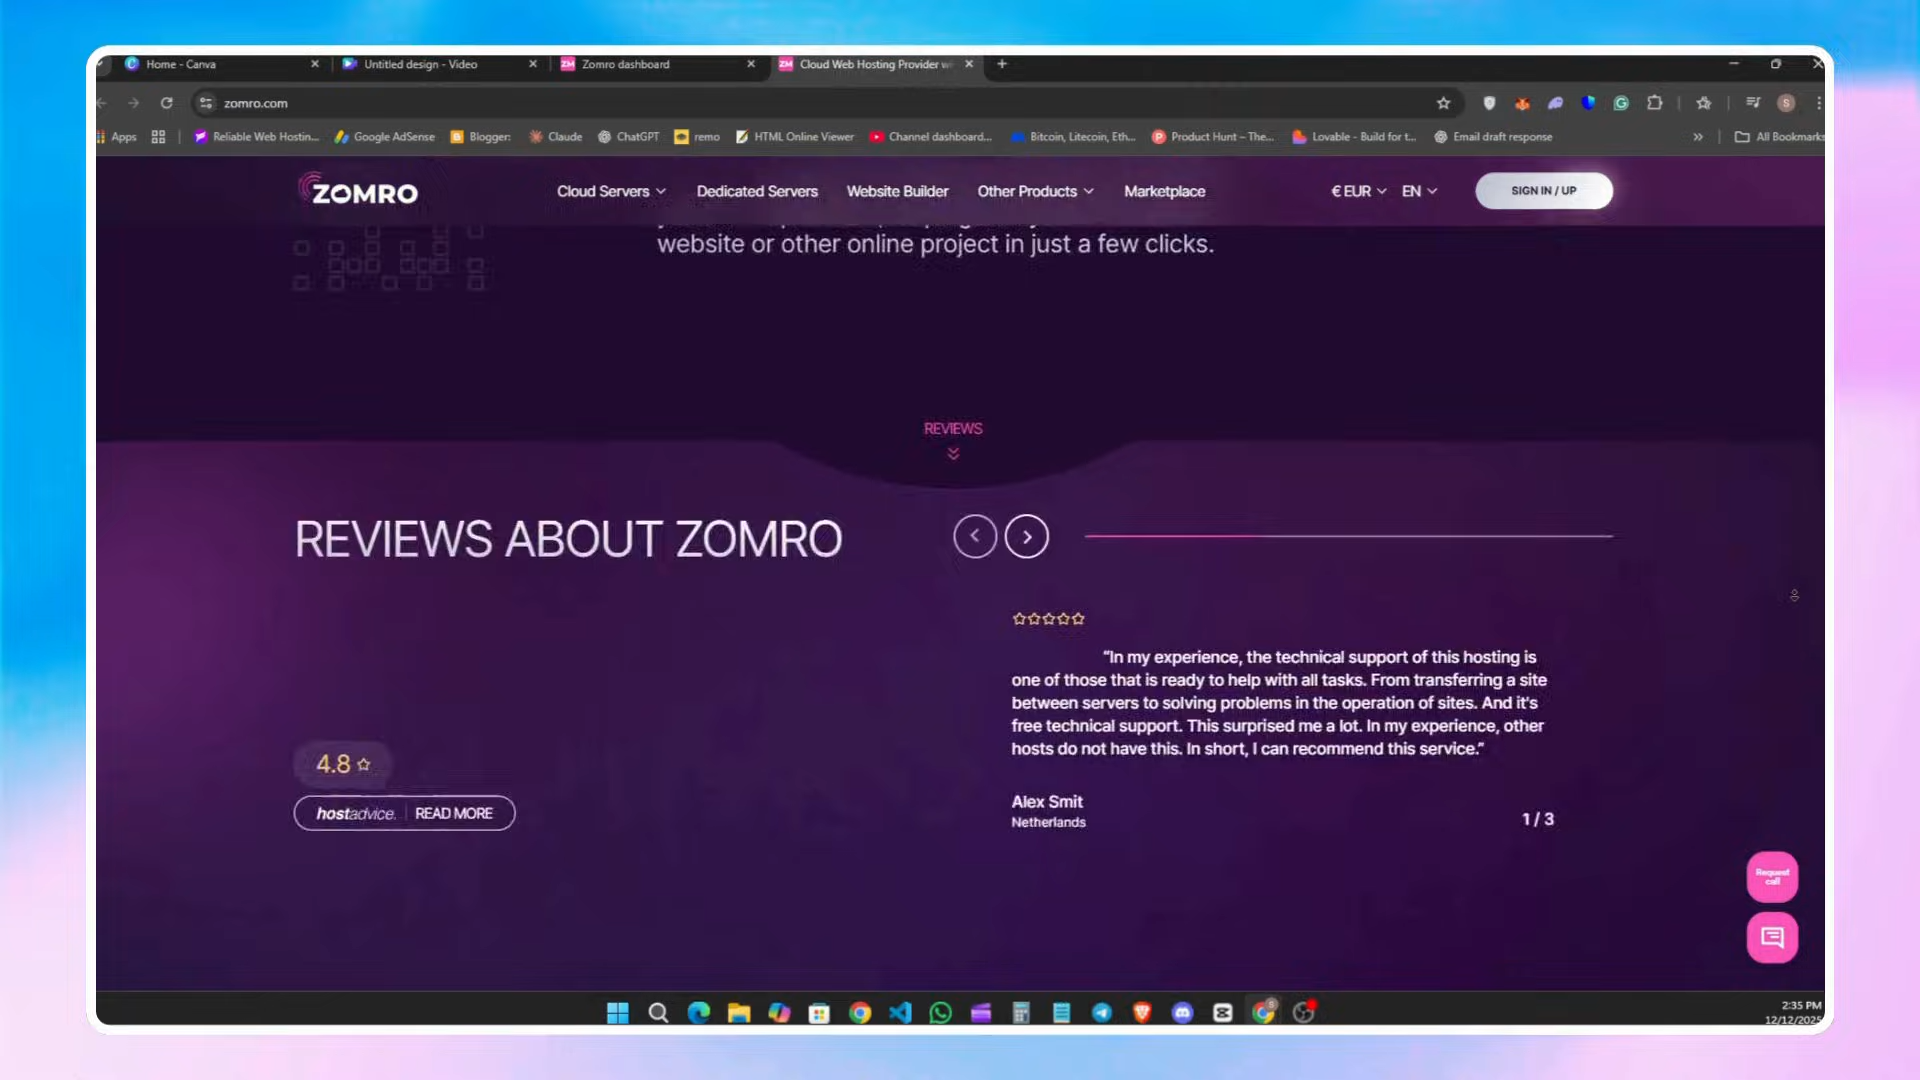 Home - Canva
Untitled design - Video
Zomro dashboard
Cloud Web Hosting Provider w
zomro.com
S
Apps
Reliable Web Hostin...
Google AdSense
Blogger:
Claude
ChatGPT
remo
HTML Online Viewer
Channel dashboard...
Bitcoin, Litecoin, Eth...
Product Hunt – The...
Lovable - Build for t...
Email draft response
All Bookmarks
ZOMRO
Cloud Servers
Dedicated Servers
Website Builder
Other Products
Marketplace
€ EUR
EN
SIGN IN / UP
website or other online project in just a few clicks.
REVIEWS
REVIEWS ABOUT ZOMRO
“In my experience, the technical support of this hosting is
one of those that is ready to help with all tasks. From transferring a site
between servers to solving problems in the operation of sites. And it's
free technical support. This surprised me a lot. In my experience, other
hosts do not have this. In short, I can recommend this service.”
4.8
hostadvice.
READ MORE
Alex Smit
Netherlands
1 / 3
Request
call
2:35 PM
12/12/2025